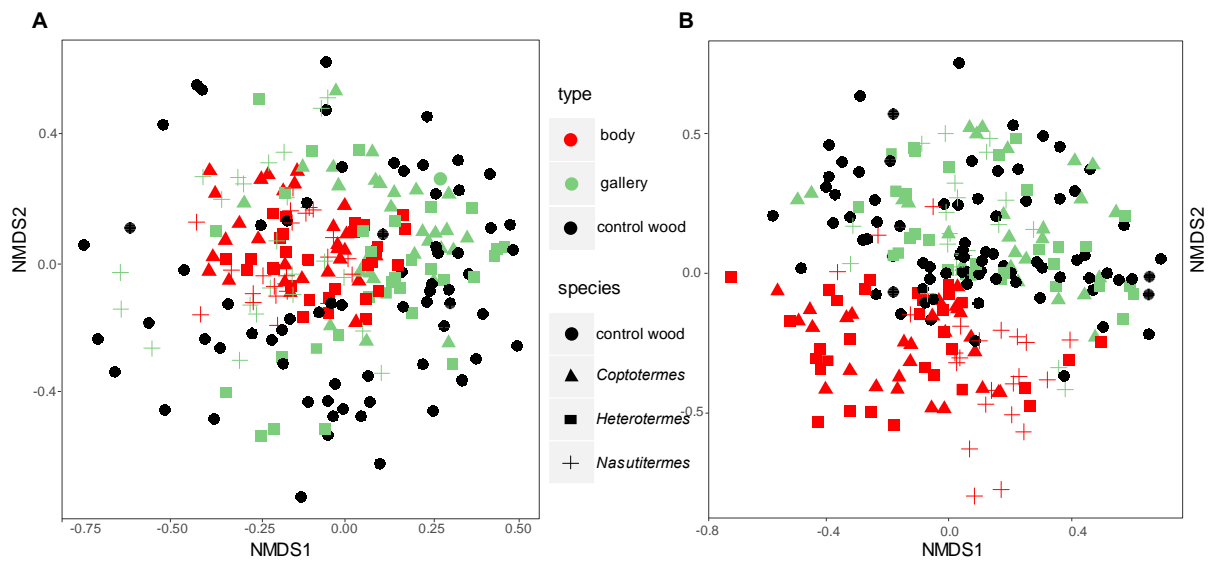 A
B
NMDS2
0.4
0.0
-0.4
-0.75
-0.50
-0.25
0.00
0.25
0.50
NMDS1
type
body
gallery
control wood
species
control wood
Coptotermes
Heterotermes
Nasutitermes
0.5
0.0
-0.5
-0.8
-0.4
0.0
0.4
NMDS1
NMDS2